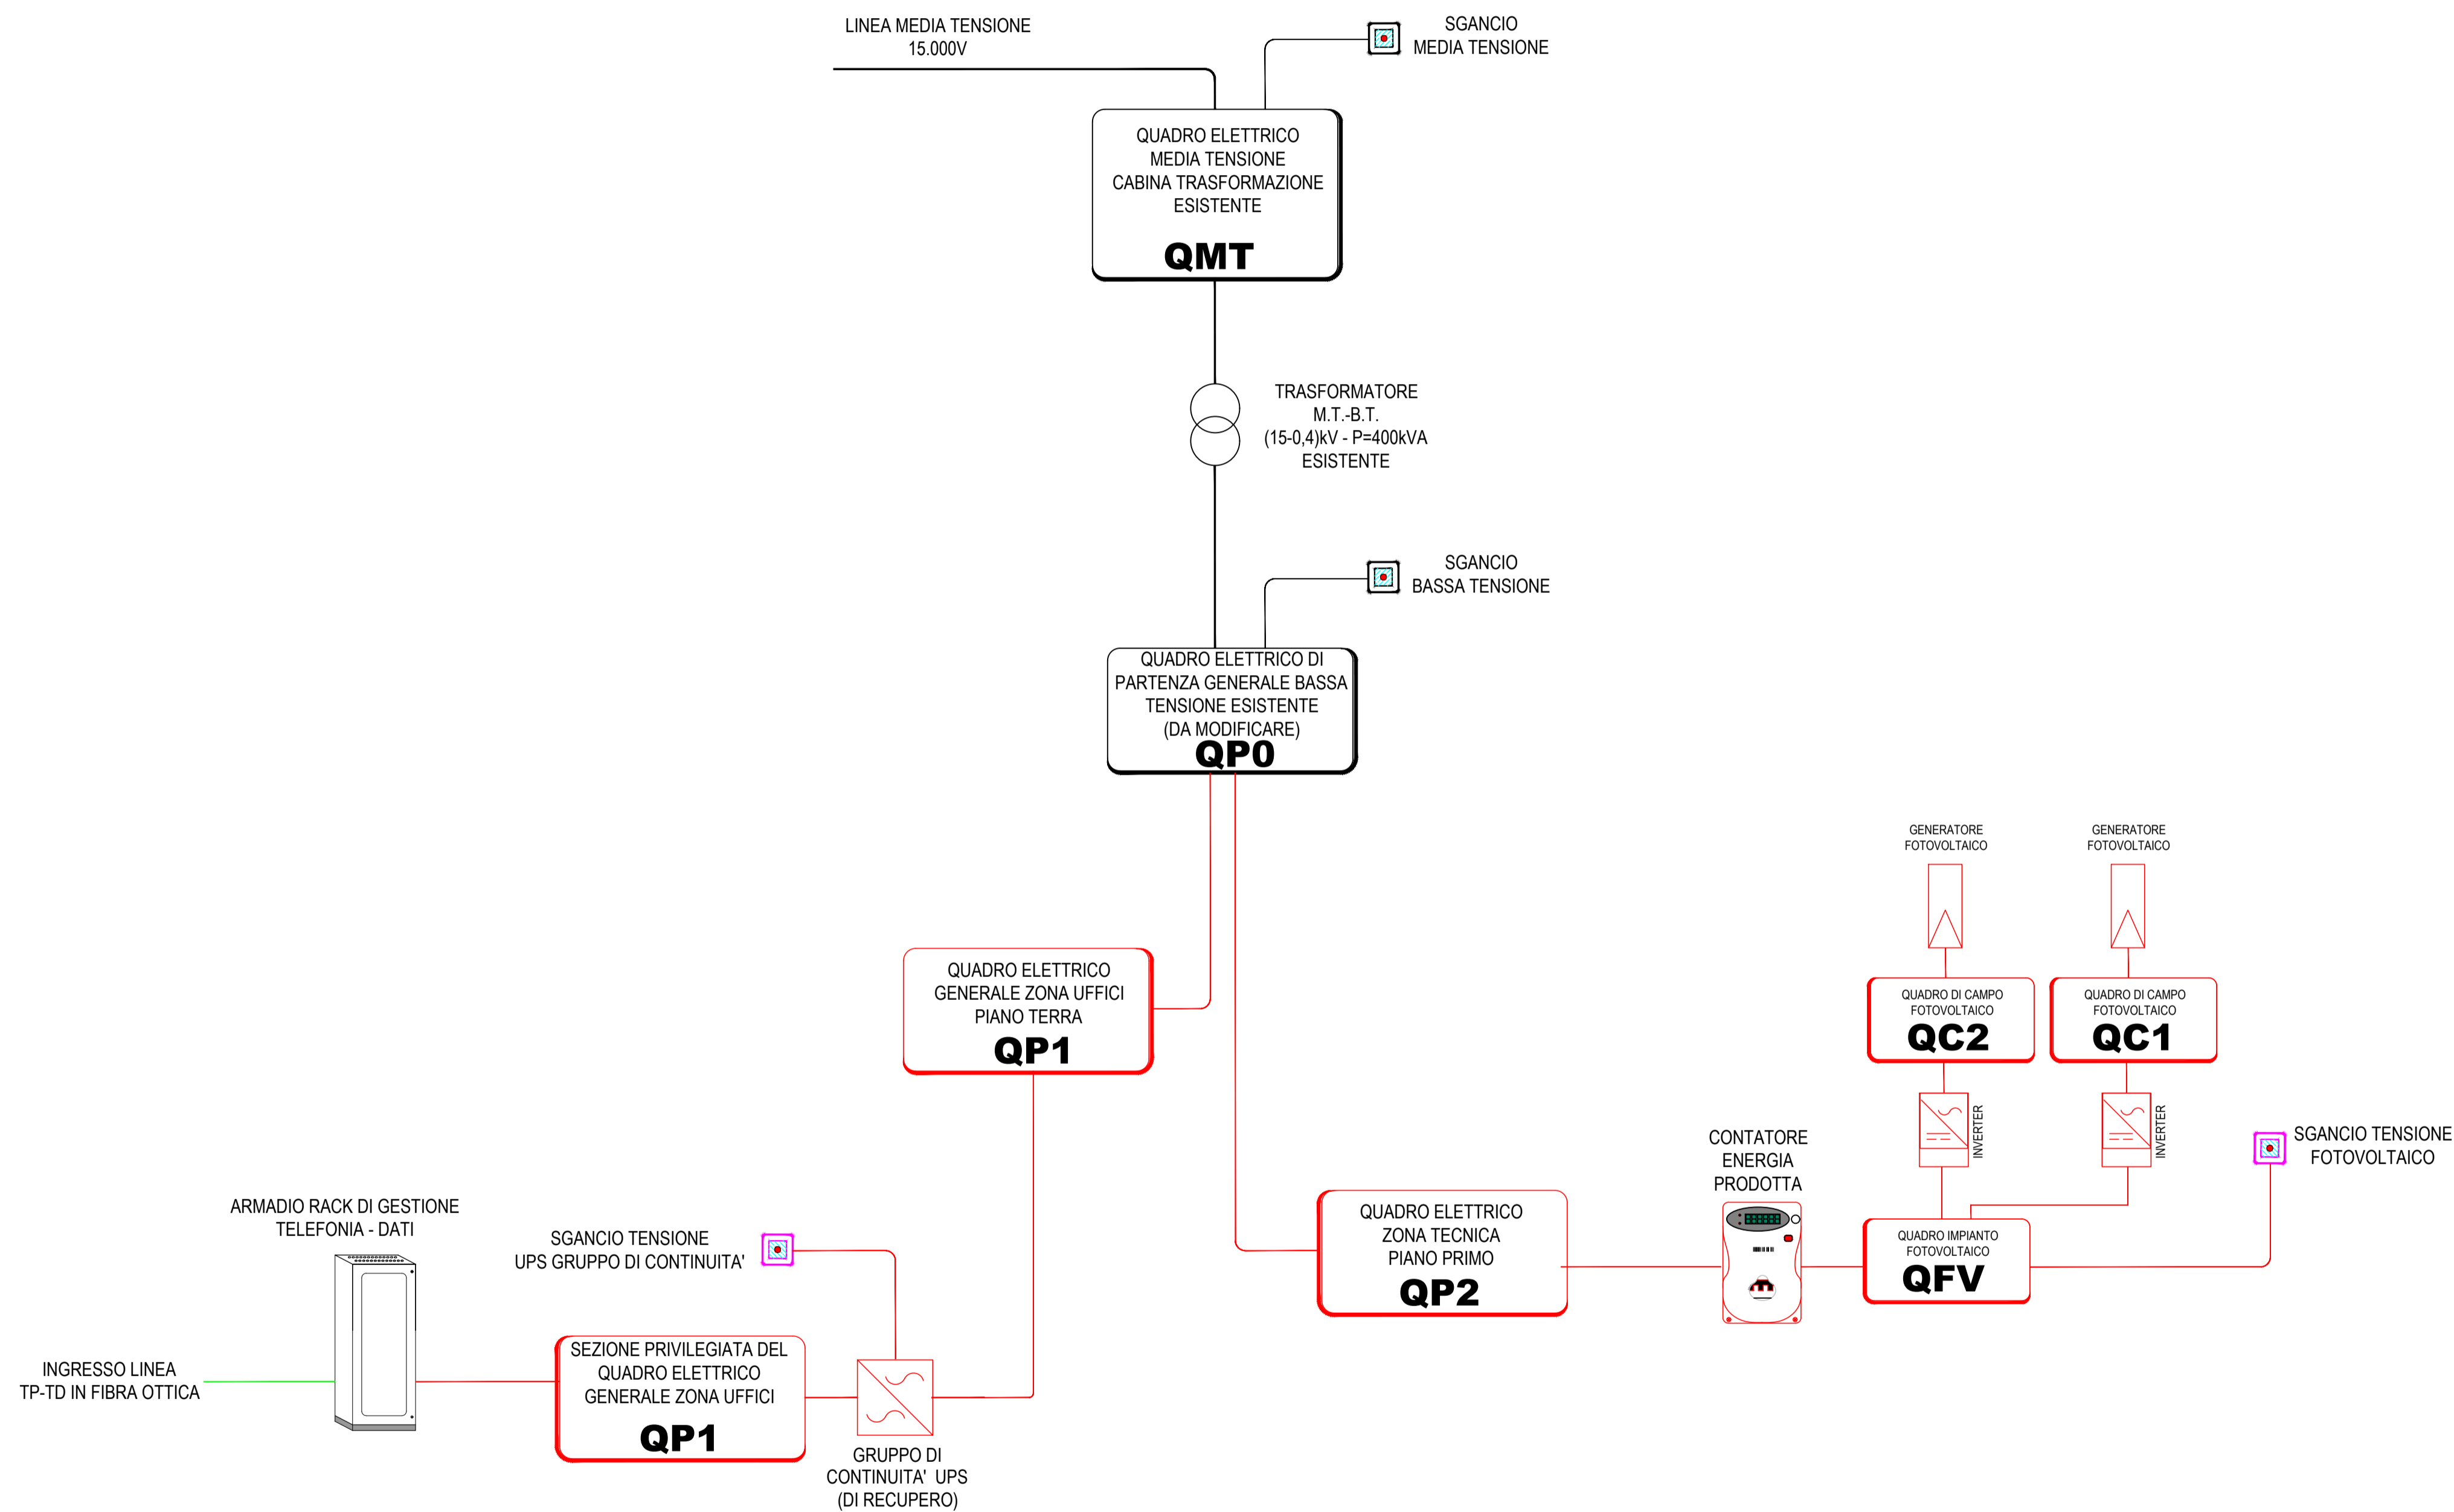 LINEA MEDIA TENSIONE
15.000V
SGANCIO
MEDIA TENSIONE
QUADRO ELETTRICO
MEDIA TENSIONE
CABINA TRASFORMAZIONE
ESISTENTE
QMT
TRASFORMATORE
M.T.-B.T.
(15-0,4)kV - P=400kVA
ESISTENTE
SGANCIO
BASSA TENSIONE
QUADRO ELETTRICO DI
PARTENZA GENERALE BASSA
TENSIONE ESISTENTE
(DA MODIFICARE)
QP0
GENERATORE
FOTOVOLTAICO
GENERATORE
FOTOVOLTAICO
QUADRO ELETTRICO
GENERALE ZONA UFFICI
PIANO TERRA
QP1
QUADRO DI CAMPO
FOTOVOLTAICO
QC2
QUADRO DI CAMPO
FOTOVOLTAICO
QC1
INVERTER
INVERTER
SGANCIO TENSIONE
FOTOVOLTAICO
CONTATORE
ENERGIA
PRODOTTA
QUADRO ELETTRICO
ZONA TECNICA
PIANO PRIMO
QP2
QUADRO IMPIANTO
FOTOVOLTAICO
QFV
ARMADIO RACK DI GESTIONE
TELEFONIA - DATI
SGANCIO TENSIONE
UPS GRUPPO DI CONTINUITA'
INGRESSO LINEA
TP-TD IN FIBRA OTTICA
SEZIONE PRIVILEGIATA DEL
QUADRO ELETTRICO
GENERALE ZONA UFFICI
QP1
GRUPPO DI
CONTINUITA' UPS
(DI RECUPERO)